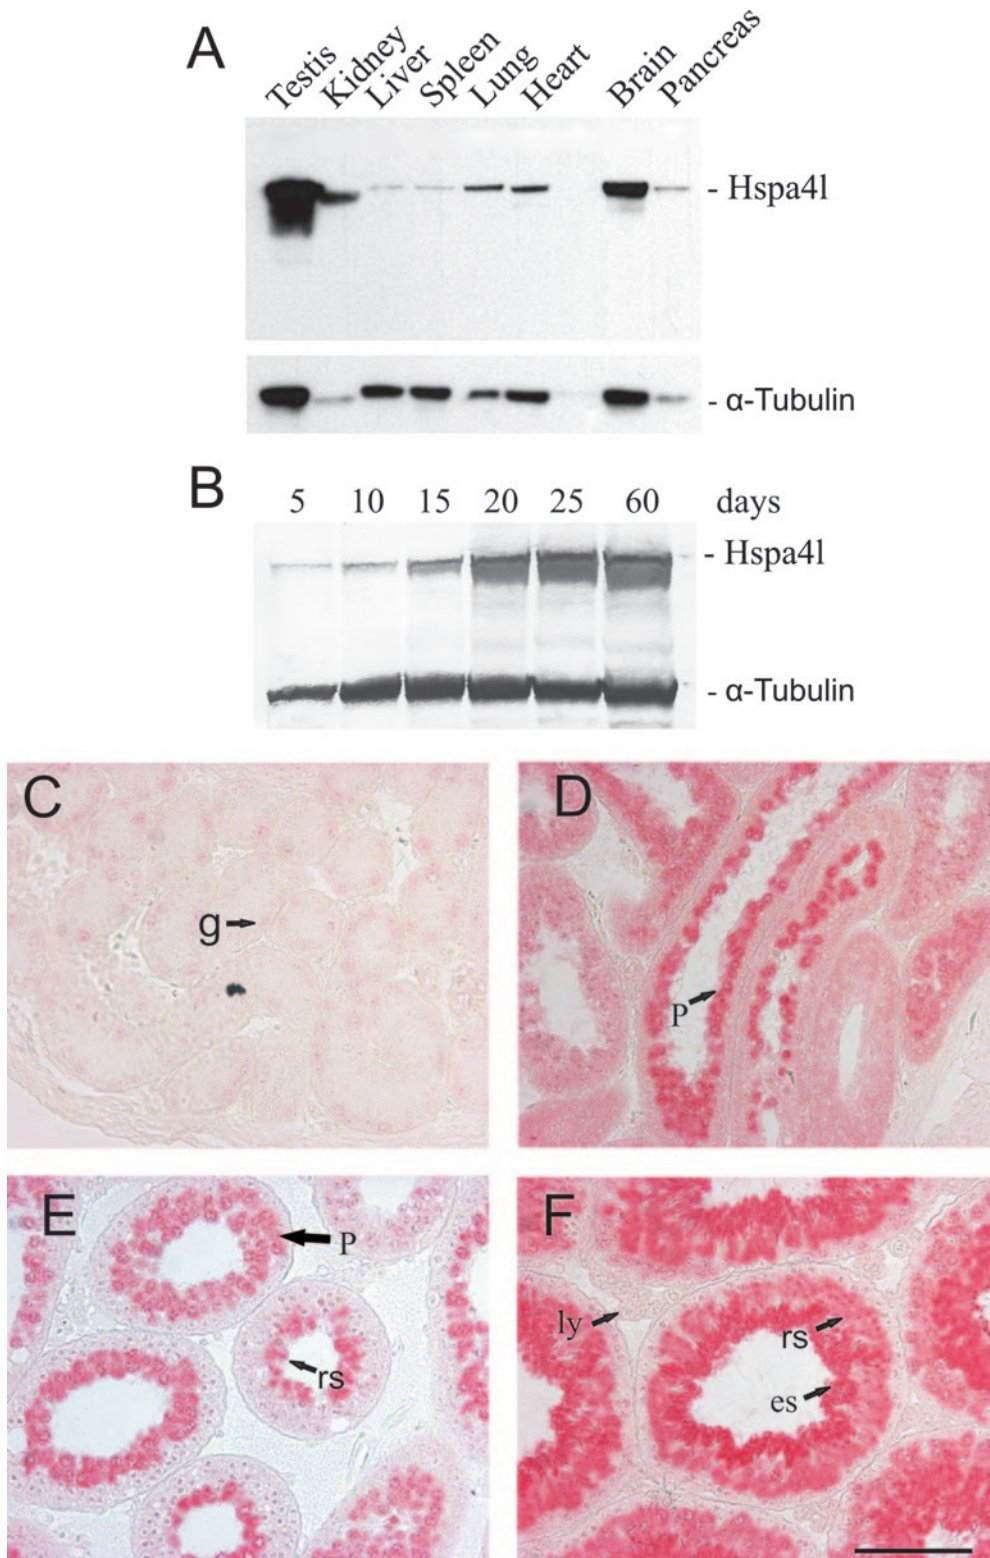 A
Testis Kidney Liver Spleen Lung Heart Brain Pancreas
- Hspa4l
- α-Tubulin
B
5 10 15 20 25 60 days
- Hspa4l
- α-Tubulin
C
g
D
P
E
P
rs
F
ly
rs
es